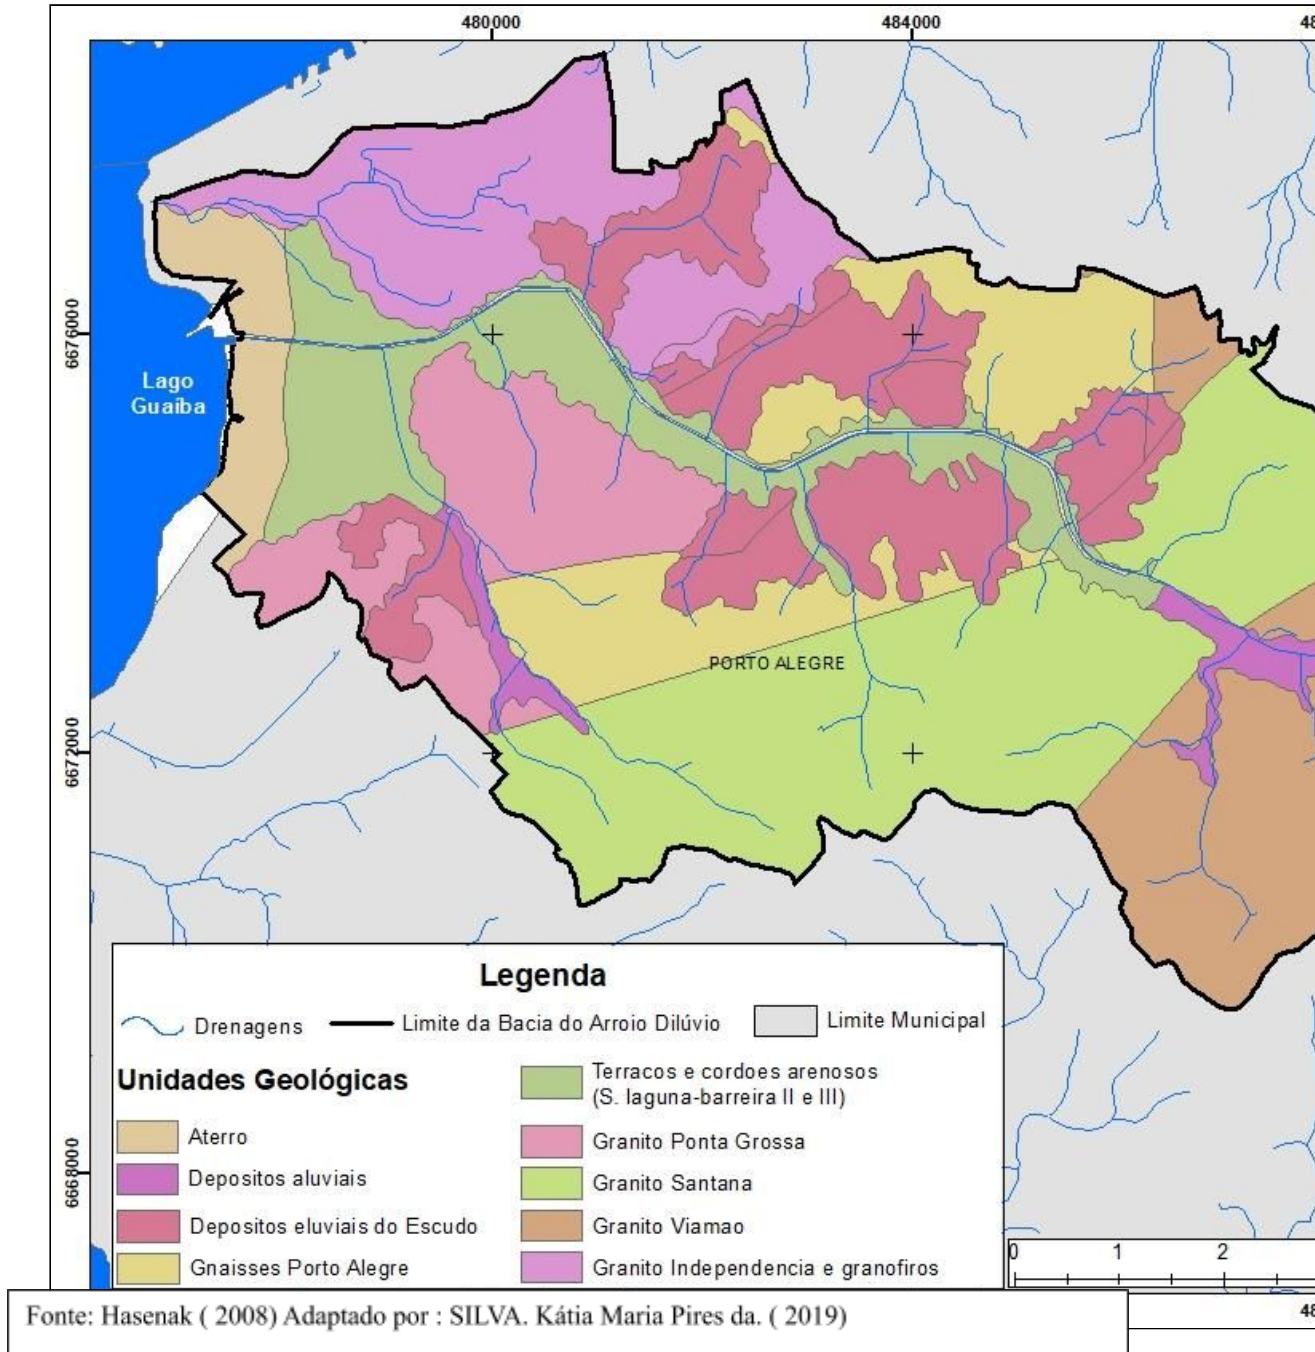 480000
484000
48
6676000
Lago
Guaíba
PORTO ALEGRE
6672000
6668000
Legenda
Drenagens
Limite da Bacia do Arroio Dilúvio
Limite Municipal
Unidades Geológicas
Aterro
Depositos aluviais
Depositos eluviais do Escudo
Gnaisses Porto Alegre
Terracos e cordoes arenosos
(S. laguna-barreira II e III)
Granito Ponta Grossa
Granito Santana
Granito Viamao
Granito Independencia e granofiros
0 1 2
48
Fonte: Hasenak ( 2008) Adaptado por : SILVA. Kátia Maria Pires da. ( 2019)